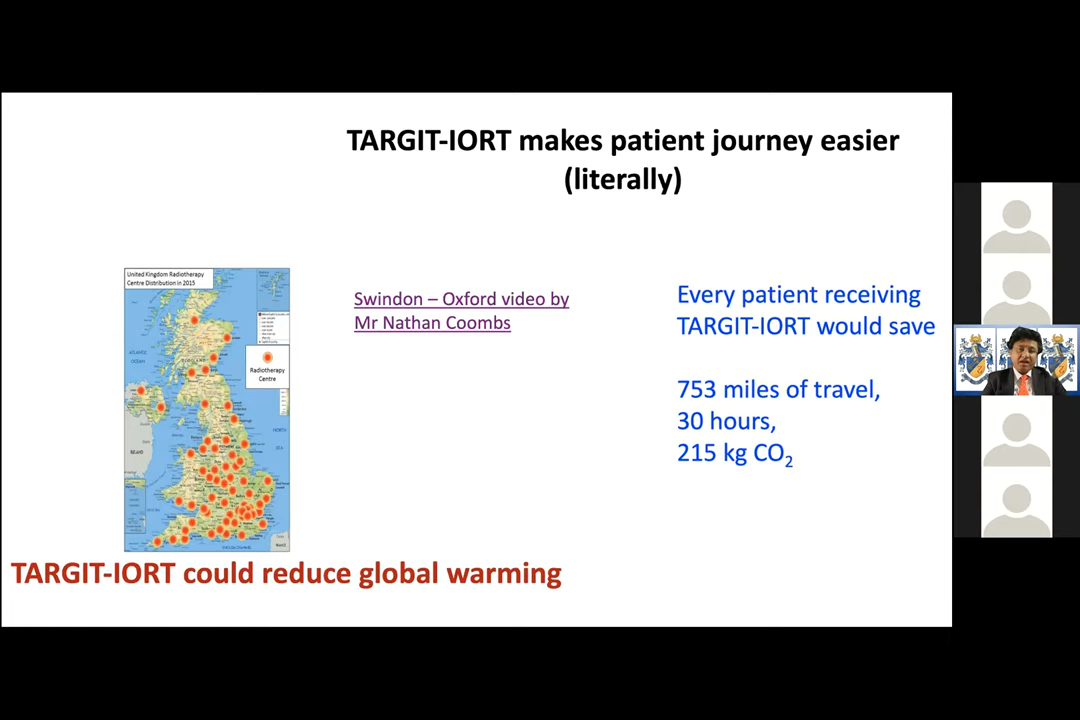 TARGIT-IORT makes patient journey easier
(literally)
United Kingdom Radiotherapy
Centre Distribution in 2015
Radiotherapy
Centre
Swindon – Oxford video by
Mr Nathan Coombs
Every patient receiving
TARGIT-IORT would save
753 miles of travel,
30 hours,
215 kg CO₂
TARGIT-IORT could reduce global warming